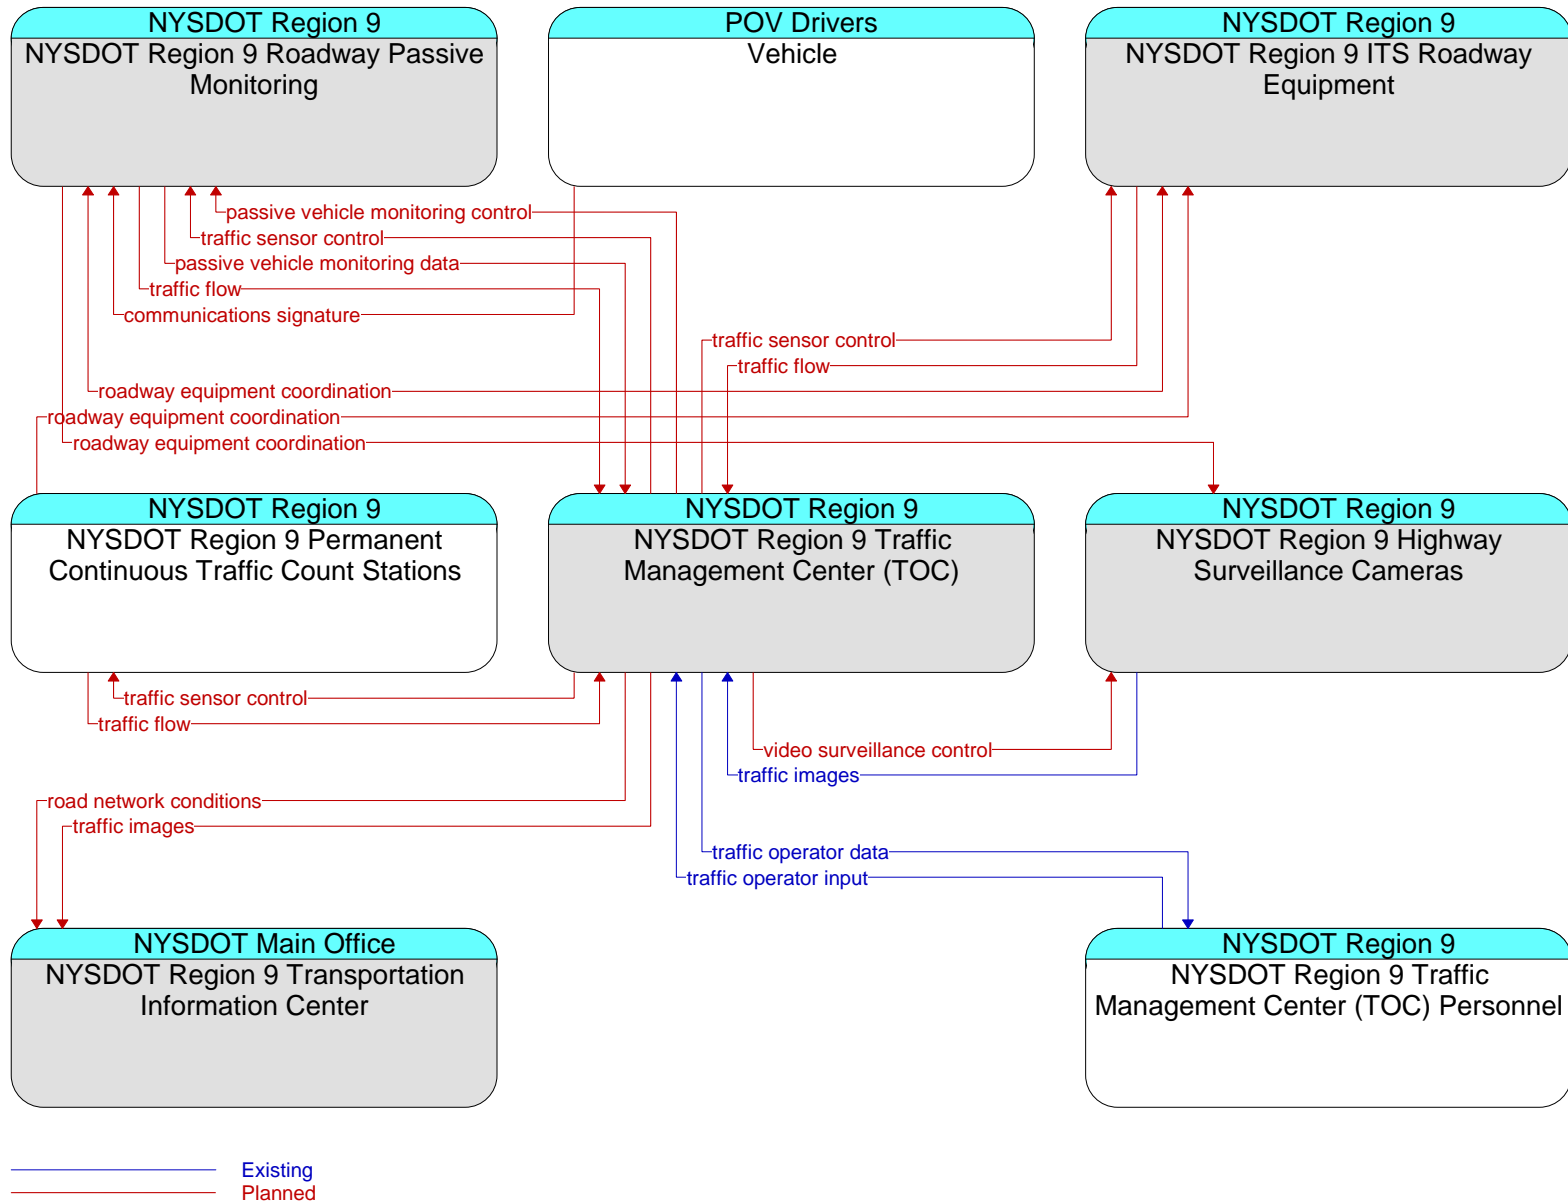 NYSDOT Region 9
NYSDOT Region 9 Roadway Passive
Monitoring
POV Drivers
Vehicle
NYSDOT Region 9
NYSDOT Region 9 ITS Roadway
Equipment
passive vehicle monitoring control
traffic sensor control
passive vehicle monitoring data
traffic flow
communications signature
traffic sensor control
traffic flow
roadway equipment coordination
roadway equipment coordination
roadway equipment coordination
NYSDOT Region 9
NYSDOT Region 9 Permanent
Continuous Traffic Count Stations
NYSDOT Region 9
NYSDOT Region 9 Traffic
Management Center (TOC)
NYSDOT Region 9
NYSDOT Region 9 Highway
Surveillance Cameras
traffic sensor control
traffic flow
video surveillance control
traffic images
road network conditions
traffic images
traffic operator data
traffic operator input
NYSDOT Main Office
NYSDOT Region 9 Transportation
Information Center
NYSDOT Region 9
NYSDOT Region 9 Traffic
Management Center (TOC) Personnel
Existing
Planned